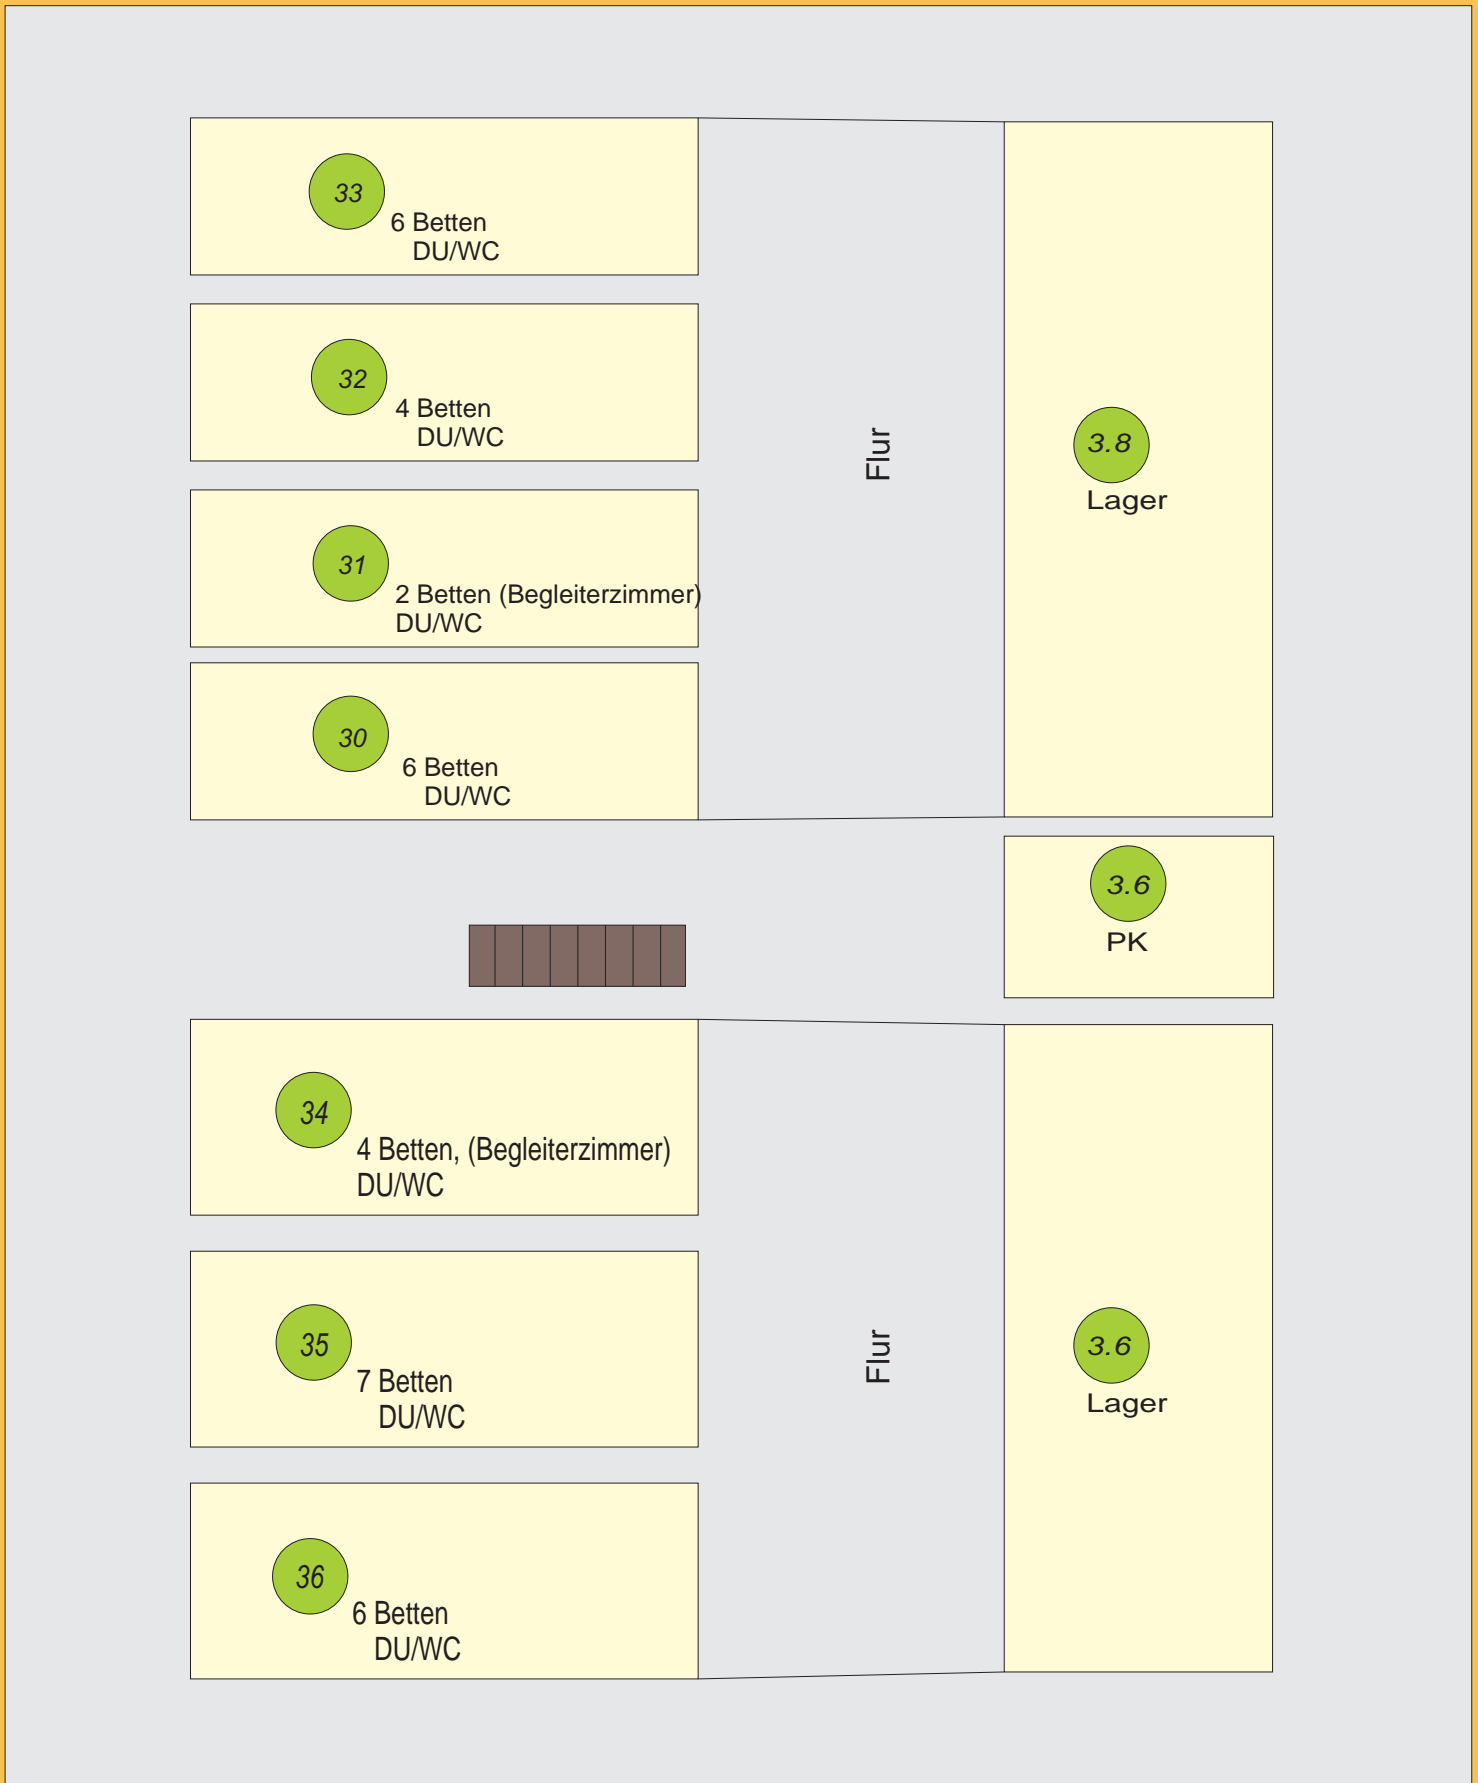 33
6 Betten
DU/WC
32
4 Betten
DU/WC
31
2 Betten (Begleiterzimmer)
DU/WC
30
6 Betten
DU/WC
Flur
3.8
Lager
3.6
PK
34
4 Betten, (Begleiterzimmer)
DU/WC
35
7 Betten
DU/WC
36
6 Betten
DU/WC
Flur
3.6
Lager